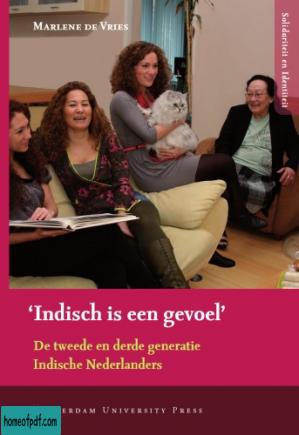 Marlene de Vries
Solidariteit en Identiteit
'Indisch is een gevoel'
De tweede en derde generatie
Indische Nederlanders
homeofpdf.com
University Press